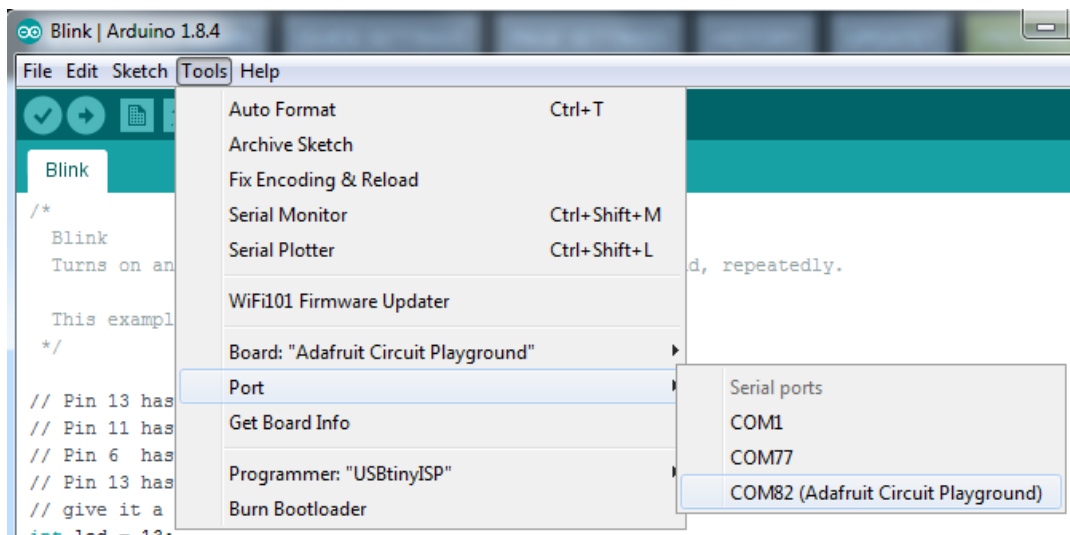 Blink | Arduino 1.8.4
File Edit Sketch Tools Help
Blink
/*
Blink
Turns on an d, repeatedly.
This exampl
*/
// Pin 13 has
// Pin 11 has
// Pin 6 has
// Pin 13 has
// give it a
Auto Format Ctrl+T
Archive Sketch
Fix Encoding & Reload
Serial Monitor Ctrl+Shift+M
Serial Plotter Ctrl+Shift+L
WiFi101 Firmware Updater
Board: "Adafruit Circuit Playground"
Port
Get Board Info
Programmer: "USBtinyISP"
Burn Bootloader
Serial ports
COM1
COM77
COM82 (Adafruit Circuit Playground)